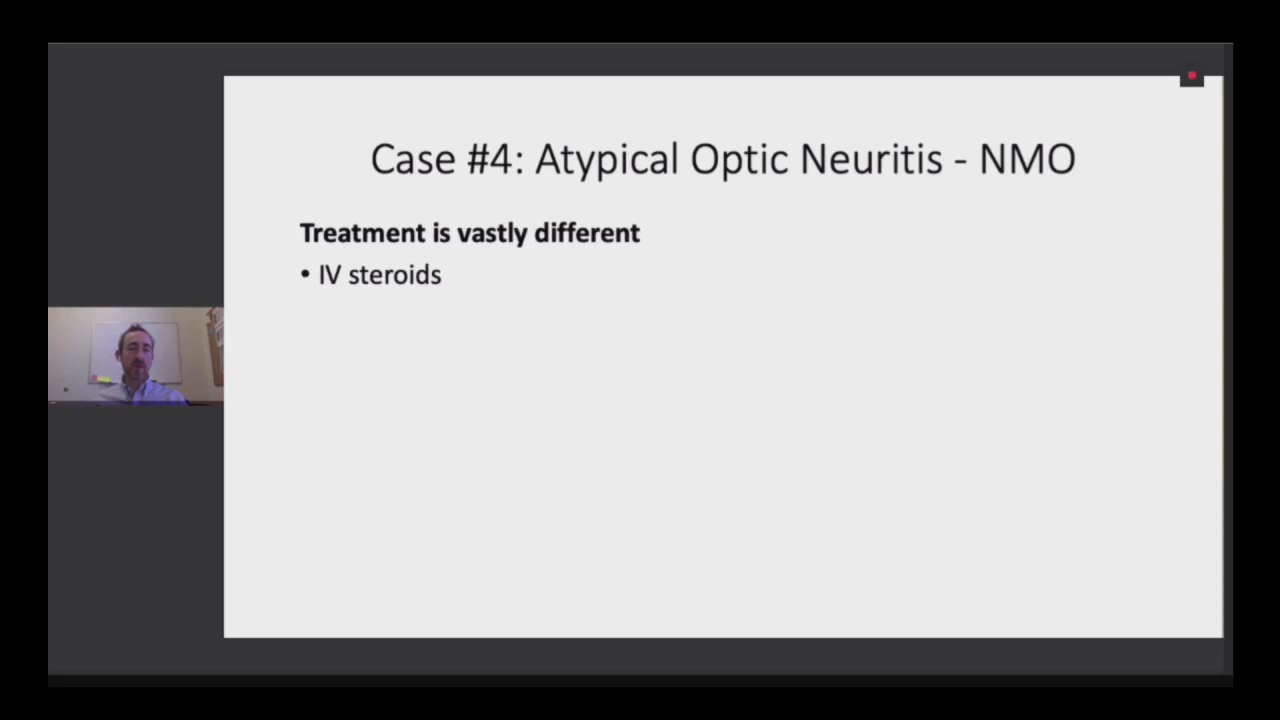 Case #4: Atypical Optic Neuritis - NMO
Treatment is vastly different
• IV steroids